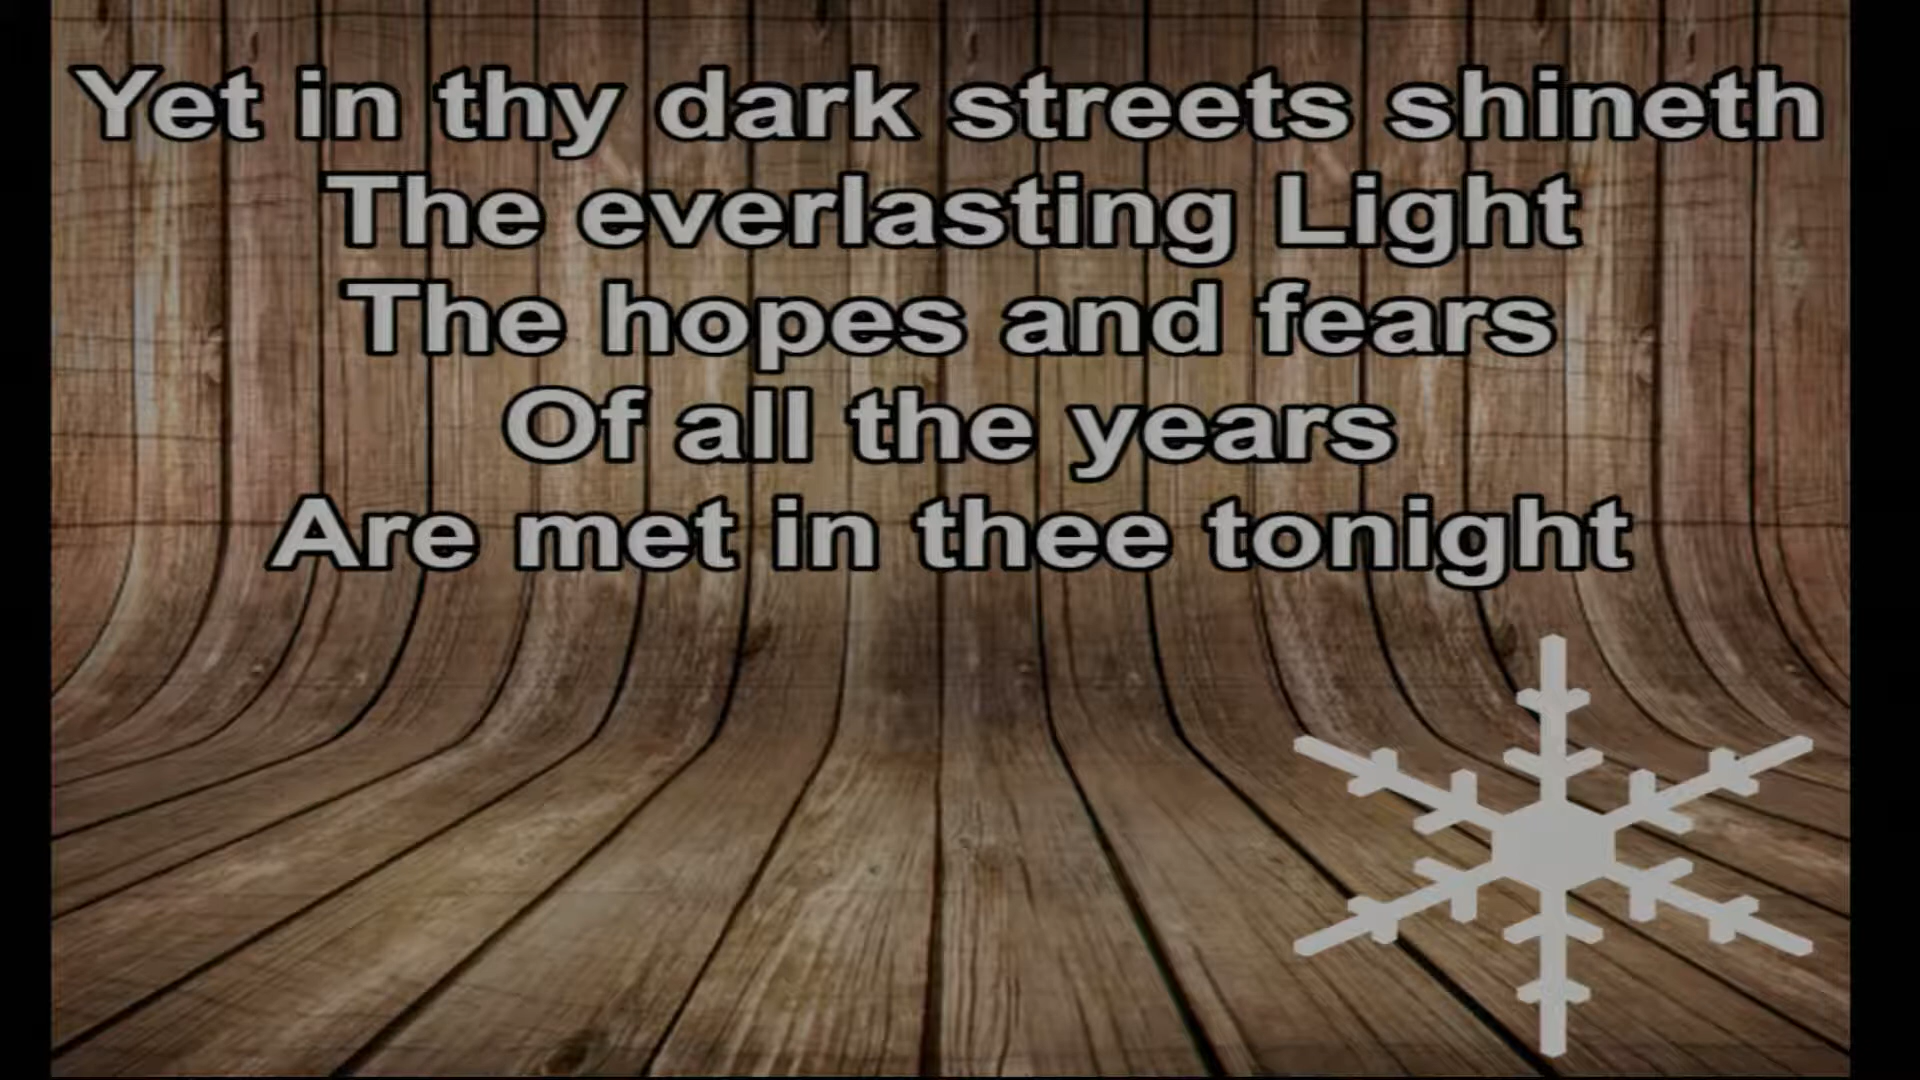 Yet in thy dark streets shineth
The everlasting Light
The hopes and fears
Of all the years
Are met in thee tonight